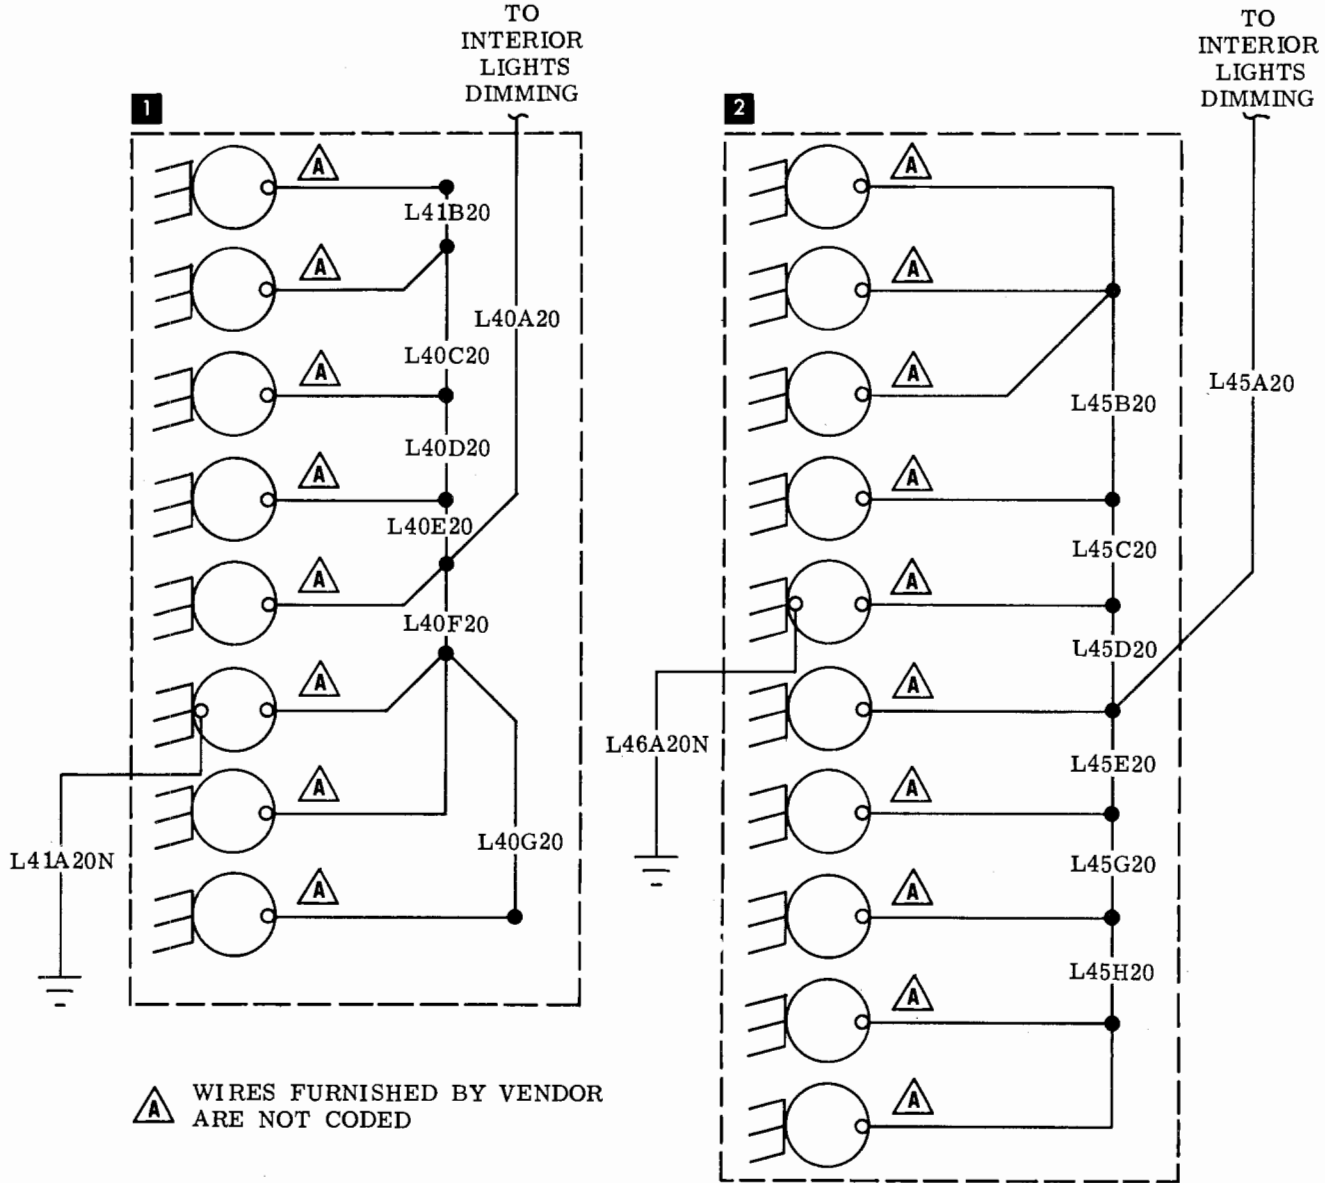 TO
INTERIOR
LIGHTS
DIMMING
1
A
L41B20
A
L40A20
L40C20
A
L40D20
A
L40E20
A
L40F20
A
A
L40G20
L41A20N
A
A WIRES FURNISHED BY VENDOR
ARE NOT CODED
TO
INTERIOR
LIGHTS
DIMMING
2
A
A
A
L45A20
L45B20
A
L45C20
A
L45D20
A
L46A20N
L45E20
A
L45G20
A
L45H20
A
A